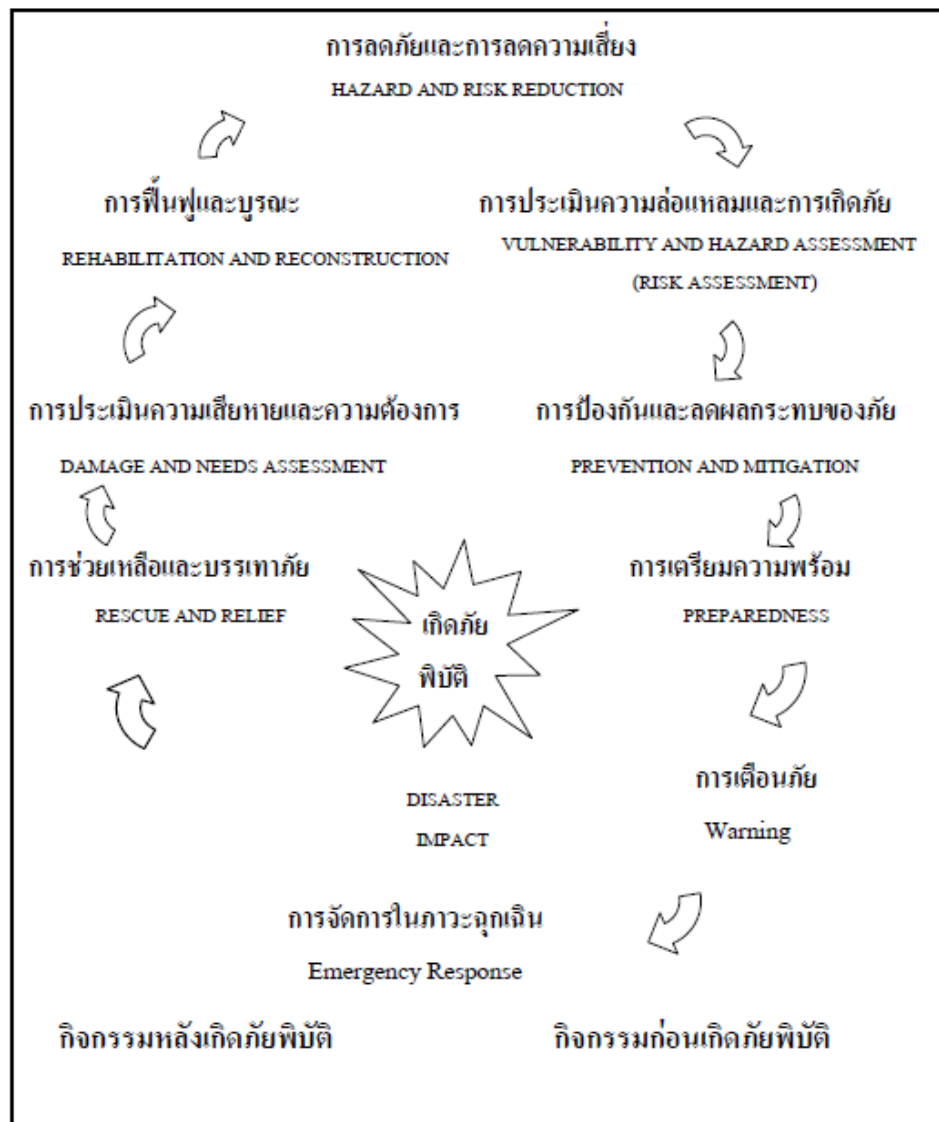 การลดภัยและการลดความเสี่ยง
HAZARD AND RISK REDUCTION
การฟื้นฟูและบูรณะ
REHABILITATION AND RECONSTRUCTION
การประเมินความล่อแหลมและการเกิดภัย
VULNERABILITY AND HAZARD ASSESSMENT
(RISK ASSESSMENT)
การประเมินความเสียหายและความต้องการ
DAMAGE AND NEEDS ASSESSMENT
การป้องกันและลดผลกระทบของภัย
PREVENTION AND MITIGATION
การช่วยเหลือและบรรเทาภัย
RESCUE AND RELIEF
เกิดภัย
พิบัติ
การเตรียมความพร้อม
PREPAREDNESS
DISASTER
IMPACT
การเตือนภัย
Warning
การจัดการในภาวะฉุกเฉิน
Emergency Response
กิจกรรมหลังเกิดภัยพิบัติ
กิจกรรมก่อนเกิดภัยพิบัติ